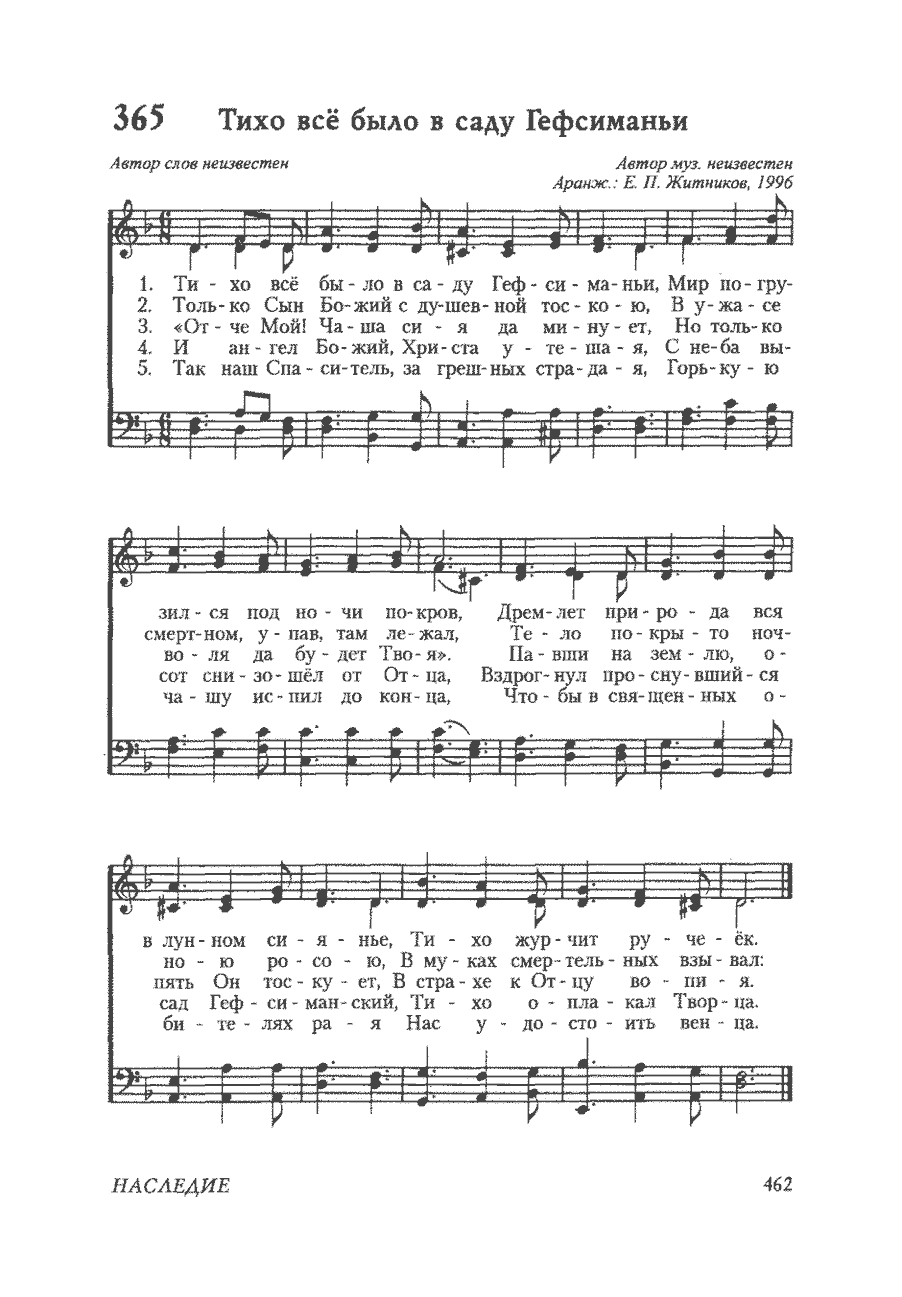 365 Тихо всё было в саду Гефсиманьи
Автор слов неизвестен Автор муз. неизвестен
Аранж.: Е. П. Житников, 1996
1. Ти - хо всё бы - ло в са - ду Геф - си - ма - ньи, Мир по - гру-
2. Толь - ко Сын Бо - жий с ду-шев - ной тос - ко - ю, В у - жа - се
3. «От - че Мой! Ча - ша си - я да ми - ну - ет, Но толь- ко
4. И ан - гел Бо - жий, Хри - ста у - те - ша - я, С не - ба вы-
5. Так наш Спа - си - тель, за греш - ных стра - да - я, Горь - ку - ю
зил - ся под но - чи по - кров, Дрем - лет при - ро - да вся
смерт - ном, у - пав, там ле - жал, Те - ло по - кры - то ноч-
во - ля да бу - дет Тво - я». Па - вши на зем - лю, о -
сот сни - зо - шёл от От - ца, Вздрог - нул про - сну - вший - ся
ча - шу ис - пил до кон - ца, Что - бы в свя - щен - ных о -
в лун - ном си - я - нье, Ти - хо жур - чит ру - че - ёк.
но - ю ро - со - ю, В му - ках смер - тель - ных взы - вал:
пять Он тос - ку - ет, В стра - хе к От - цу во - пи - я.
сад Геф - си - ман - ский, Ти - хо о - пла - кал Твор - ца.
би - те - лях ра - я Нас у - до - сто - ить вен - ца.
НАСЛЕДИЕ 462